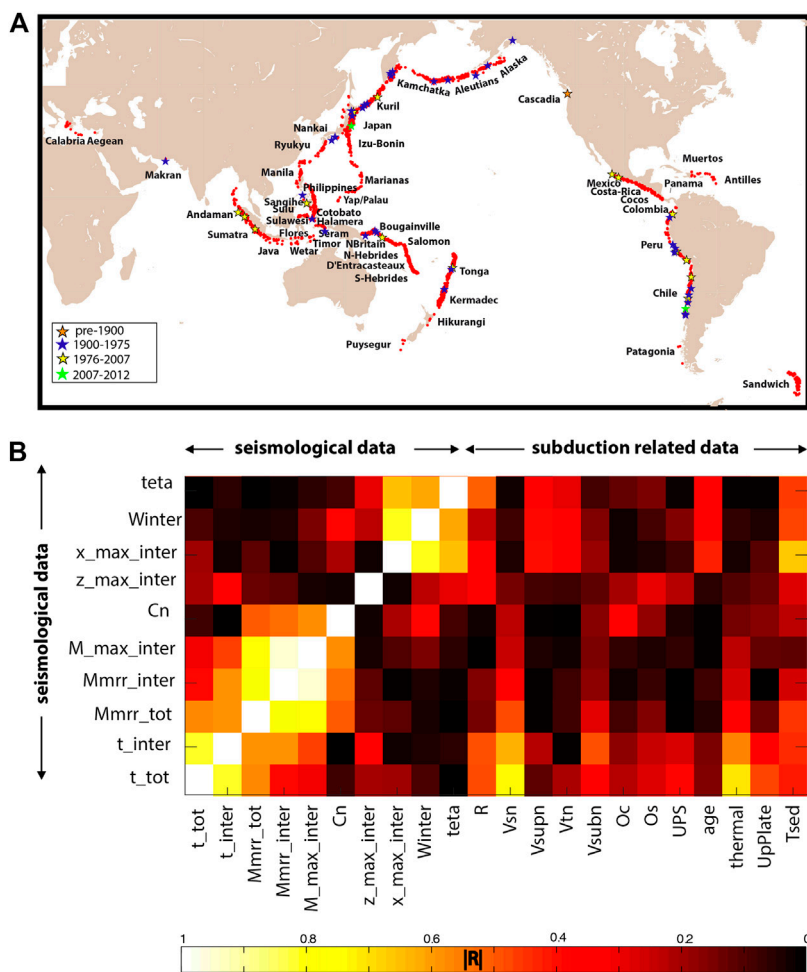 A
Kamchatka
Aleutians
Alaska
Cascadia
Kuril
Nankai
Japan
Calabria Aegean
Ryukyu
Izu-Bonin
Makran
Manila
Marianas
Muertos
Mexico
Panama
Antilles
Philippines
Costa-Rica
Yap/Palau
Cocos
Andaman
Sangihe
Sulu
Cotobato
Colombia
Sulawesi
Halamera
Bougainville
Sumatra
Flores
Seram
NBritain
Salomon
Peru
Java
Wetar
Timor
N-Hebrides
D'Entracasteaux
Tonga
S-Hebrides
Chile
Kermadec
Hikurangi
Puysegur
Patagonia
Sandwich
pre-1900
1900-1975
1976-2007
2007-2012
B
seismological data
subduction related data
seismological data
teta
Winter
x_max_inter
z_max_inter
Cn
M_max_inter
Mmrr_inter
Mmrr_tot
t_inter
t_tot
t_tot
t_inter
Mmrr_tot
Mmrr_inter
M_max_inter
Cn
z_max_inter
x_max_inter
Winter
teta
R
Vsn
Vsupn
Vtn
Vsubn
Oc
Os
UPS
age
thermal
UpPlate
Tsed
1 0.8 0.6 |R| 0.4 0.2 0